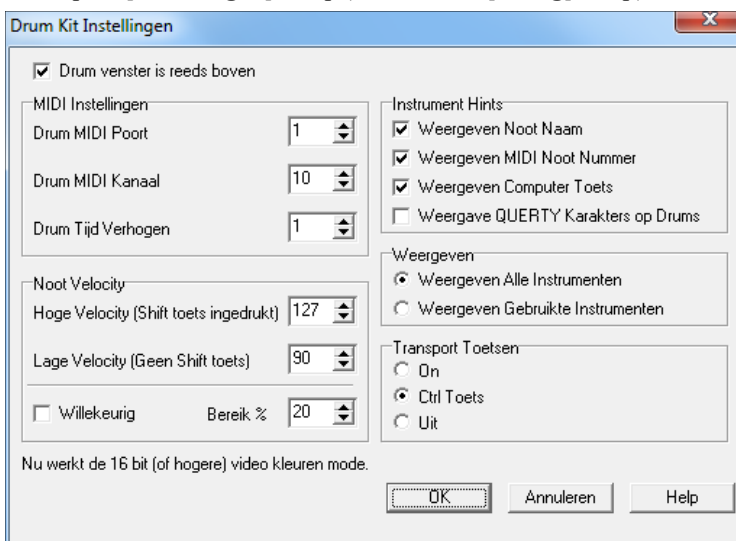 Drum Kit Instellingen
Drum venster is reeds boven
MIDI Instellingen
Drum MIDI Poort 1
Drum MIDI Kanaal 10
Drum Tijd Verhogen 1
Noot Velocity
Hoge Velocity (Shift toets ingedrukt) 127
Lage Velocity (Geen Shift toets) 90
Willekeurig Bereik % 20
Instrument Hints
Weergeven Noot Naam
Weergeven MIDI Noot Nummer
Weergeven Computer Toets
Weergave QUERTY Karakters op Drums
Weergeven
Weergeven Alle Instrumenten
Weergeven Gebruikte Instrumenten
Transport Toetsen
On
Ctrl Toets
Uit
Nu werkt de 16 bit (of hogere) video kleuren mode.
OK Annuleren Help